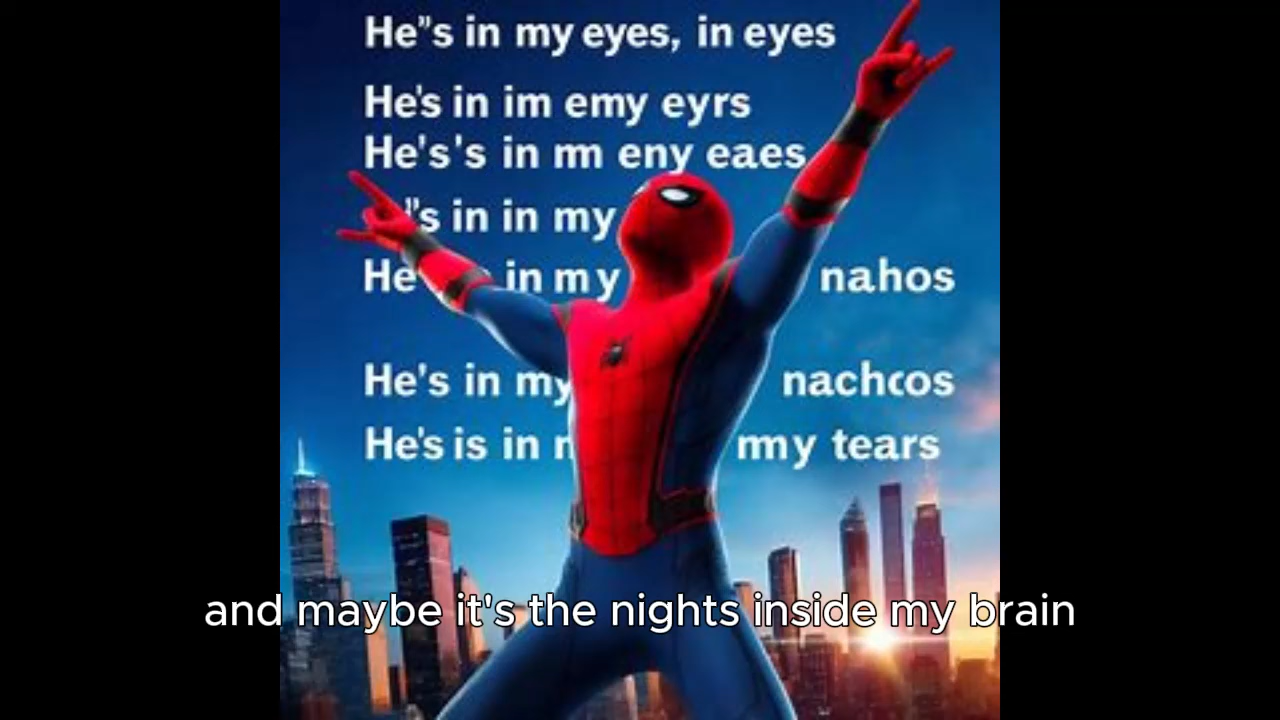 He"s in my eyes, in eyes
He's in im emy eyrs
He's's in m eny eaes
"s in in my
He in my nahos
He's in my nachcos
He's is in my tears
and maybe it's the nights inside my brain